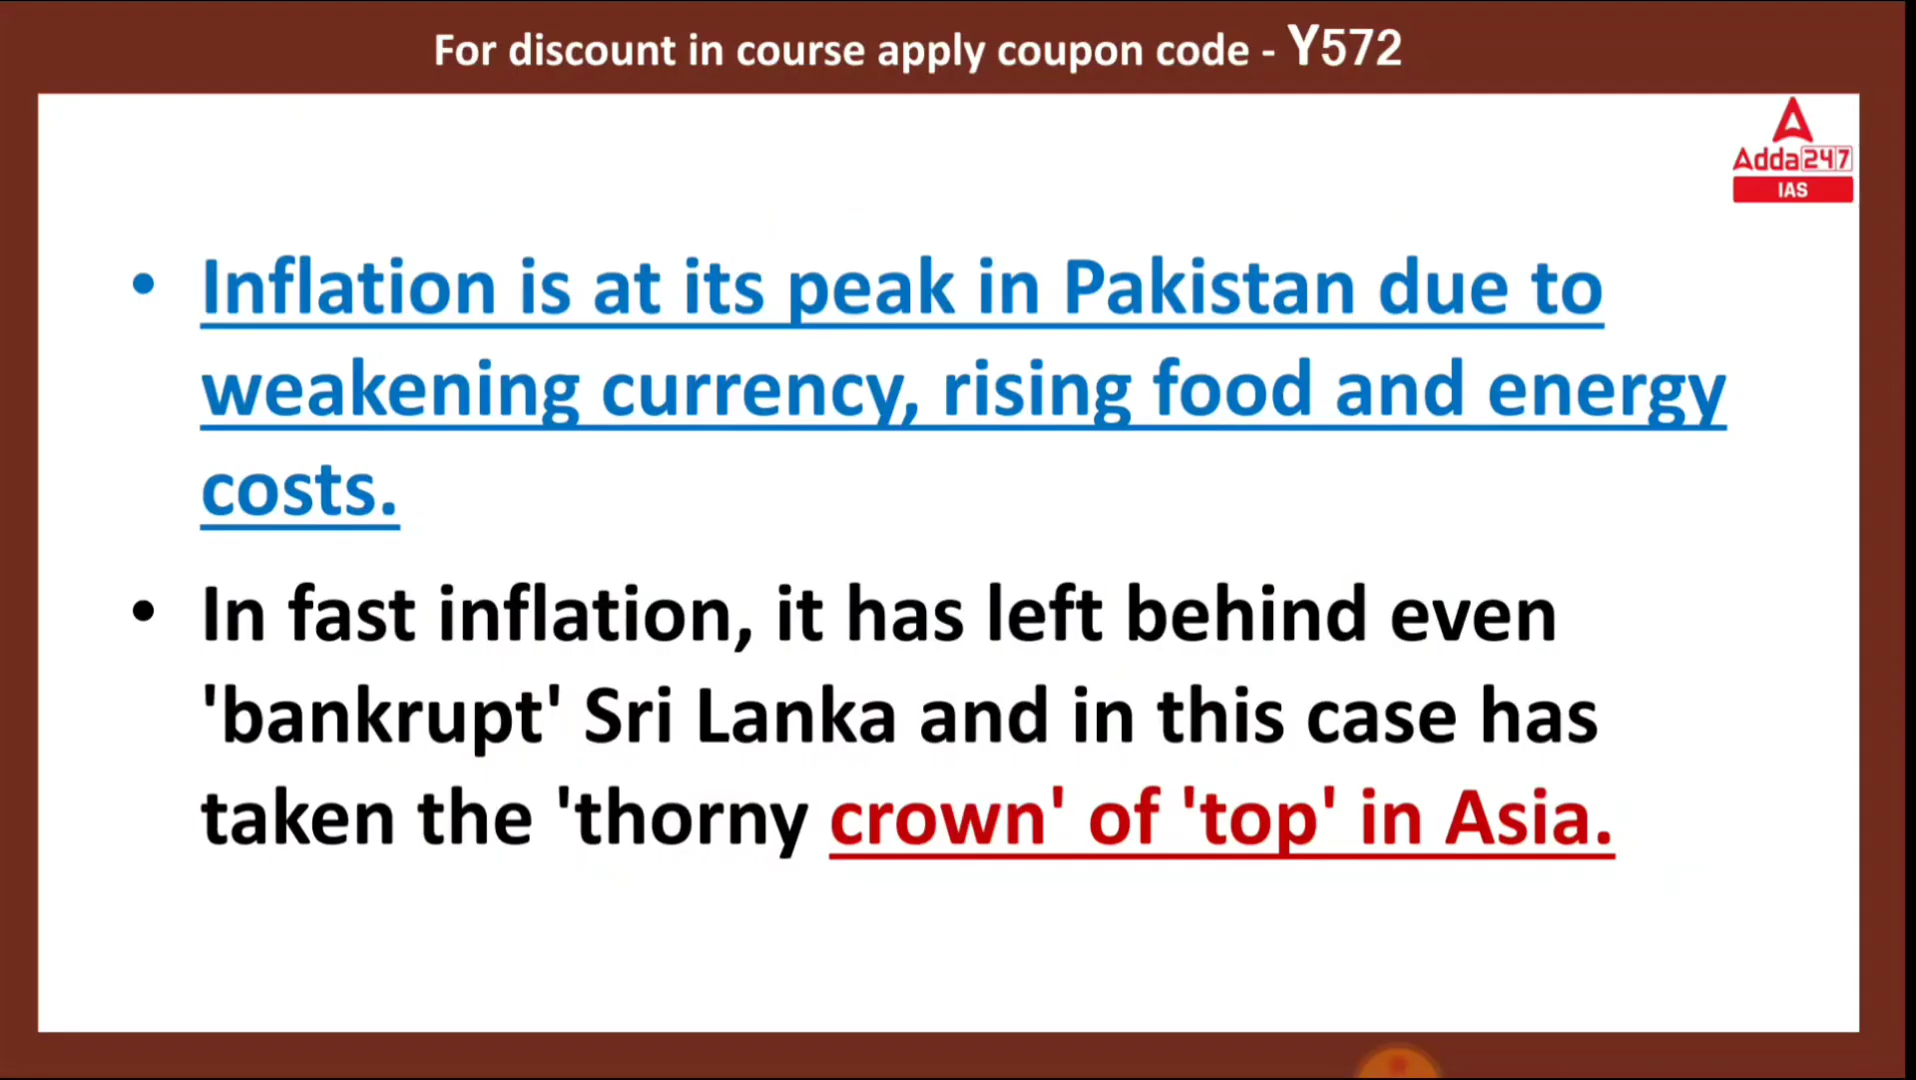 For discount in course apply coupon code - Y572
Adda247
IAS
• Inflation is at its peak in Pakistan due to
weakening currency, rising food and energy
costs.
• In fast inflation, it has left behind even
'bankrupt' Sri Lanka and in this case has
taken the 'thorny crown' of 'top' in Asia.